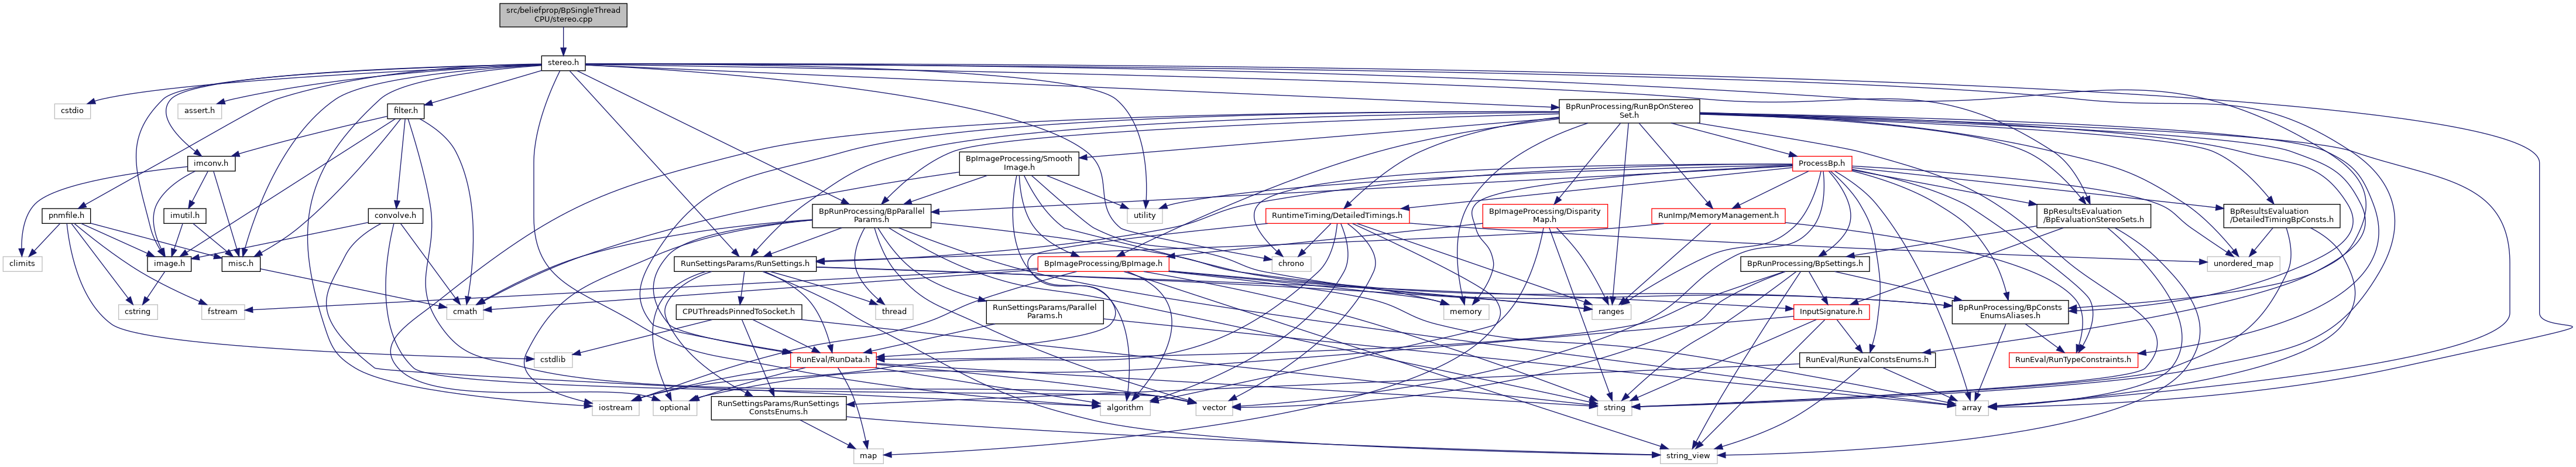 src/beliefprop/BpSingleThread
CPU/stereo.cpp
stereo.h
cstdio
assert.h
filter.h
BpRunProcessing/RunBpOnStereo
Set.h
imconv.h
BpImageProcessing/Smooth
Image.h
ProcessBp.h
pnmfile.h
imutil.h
convolve.h
BpRunProcessing/BpParallel
Params.h
utility
RuntimeTiming/DetailedTimings.h
BpImageProcessing/Disparity
Map.h
RunImp/MemoryManagement.h
BpResultsEvaluation
/BpEvaluationStereoSets.h
BpResultsEvaluation
/DetailedTimingBpConsts.h
climits
image.h
misc.h
RunSettingsParams/RunSettings.h
BpImageProcessing/BpImage.h
chrono
BpRunProcessing/BpSettings.h
unordered_map
cstring
fstream
cmath
CPUThreadsPinnedToSocket.h
thread
RunSettingsParams/Parallel
Params.h
memory
ranges
InputSignature.h
BpRunProcessing/BpConsts
EnumsAliases.h
cstdlib
RunEval/RunData.h
RunEval/RunEvalConstsEnums.h
RunEval/RunTypeConstraints.h
iostream
optional
RunSettingsParams/RunSettings
ConstsEnums.h
algorithm
vector
string
array
map
string_view